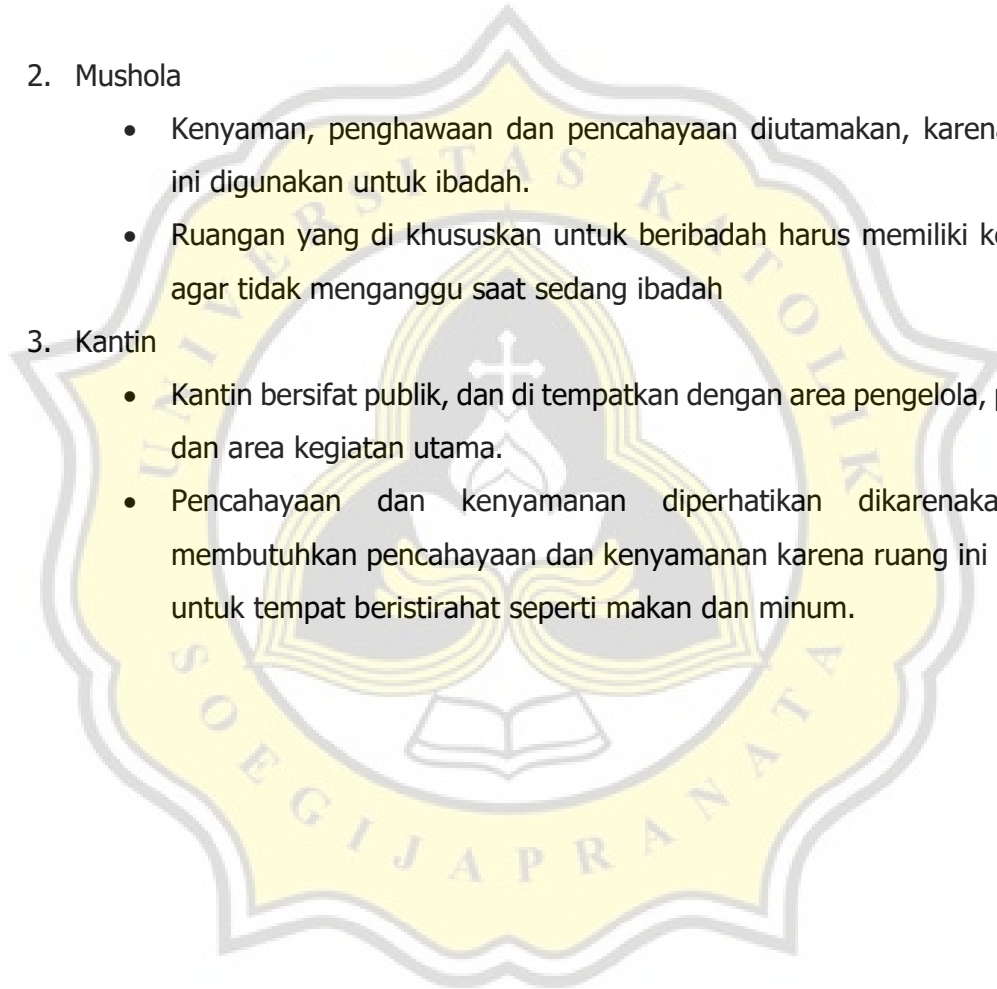 2. Mushola
• Kenyaman, penghawaan dan pencahayaan diutamakan, karena
ini digunakan untuk ibadah.
• Ruangan yang di khususkan untuk beribadah harus memiliki
agar tidak menganggu saat sedang ibadah
3. Kantin
• Kantin bersifat publik, dan di tempatkan dengan area pengelola,
dan area kegiatan utama.
• Pencahayaan dan kenyamanan diperhatikan
membutuhkan pencahayaan dan kenyamanan karena ruang ini
untuk tempat beristirahat seperti makan dan minum.
UNIVERSITAS KATOLIK
SOEGIJAPRANATA